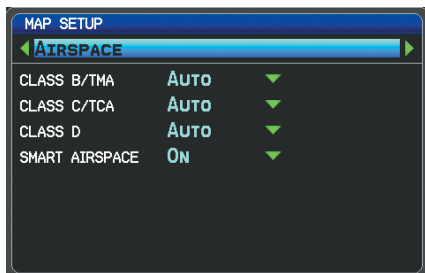 MAP SETUP
AIRSPACE
CLASS B/TMA AUTO
CLASS C/TCA AUTO
CLASS D AUTO
SMART AIRSPACE ON